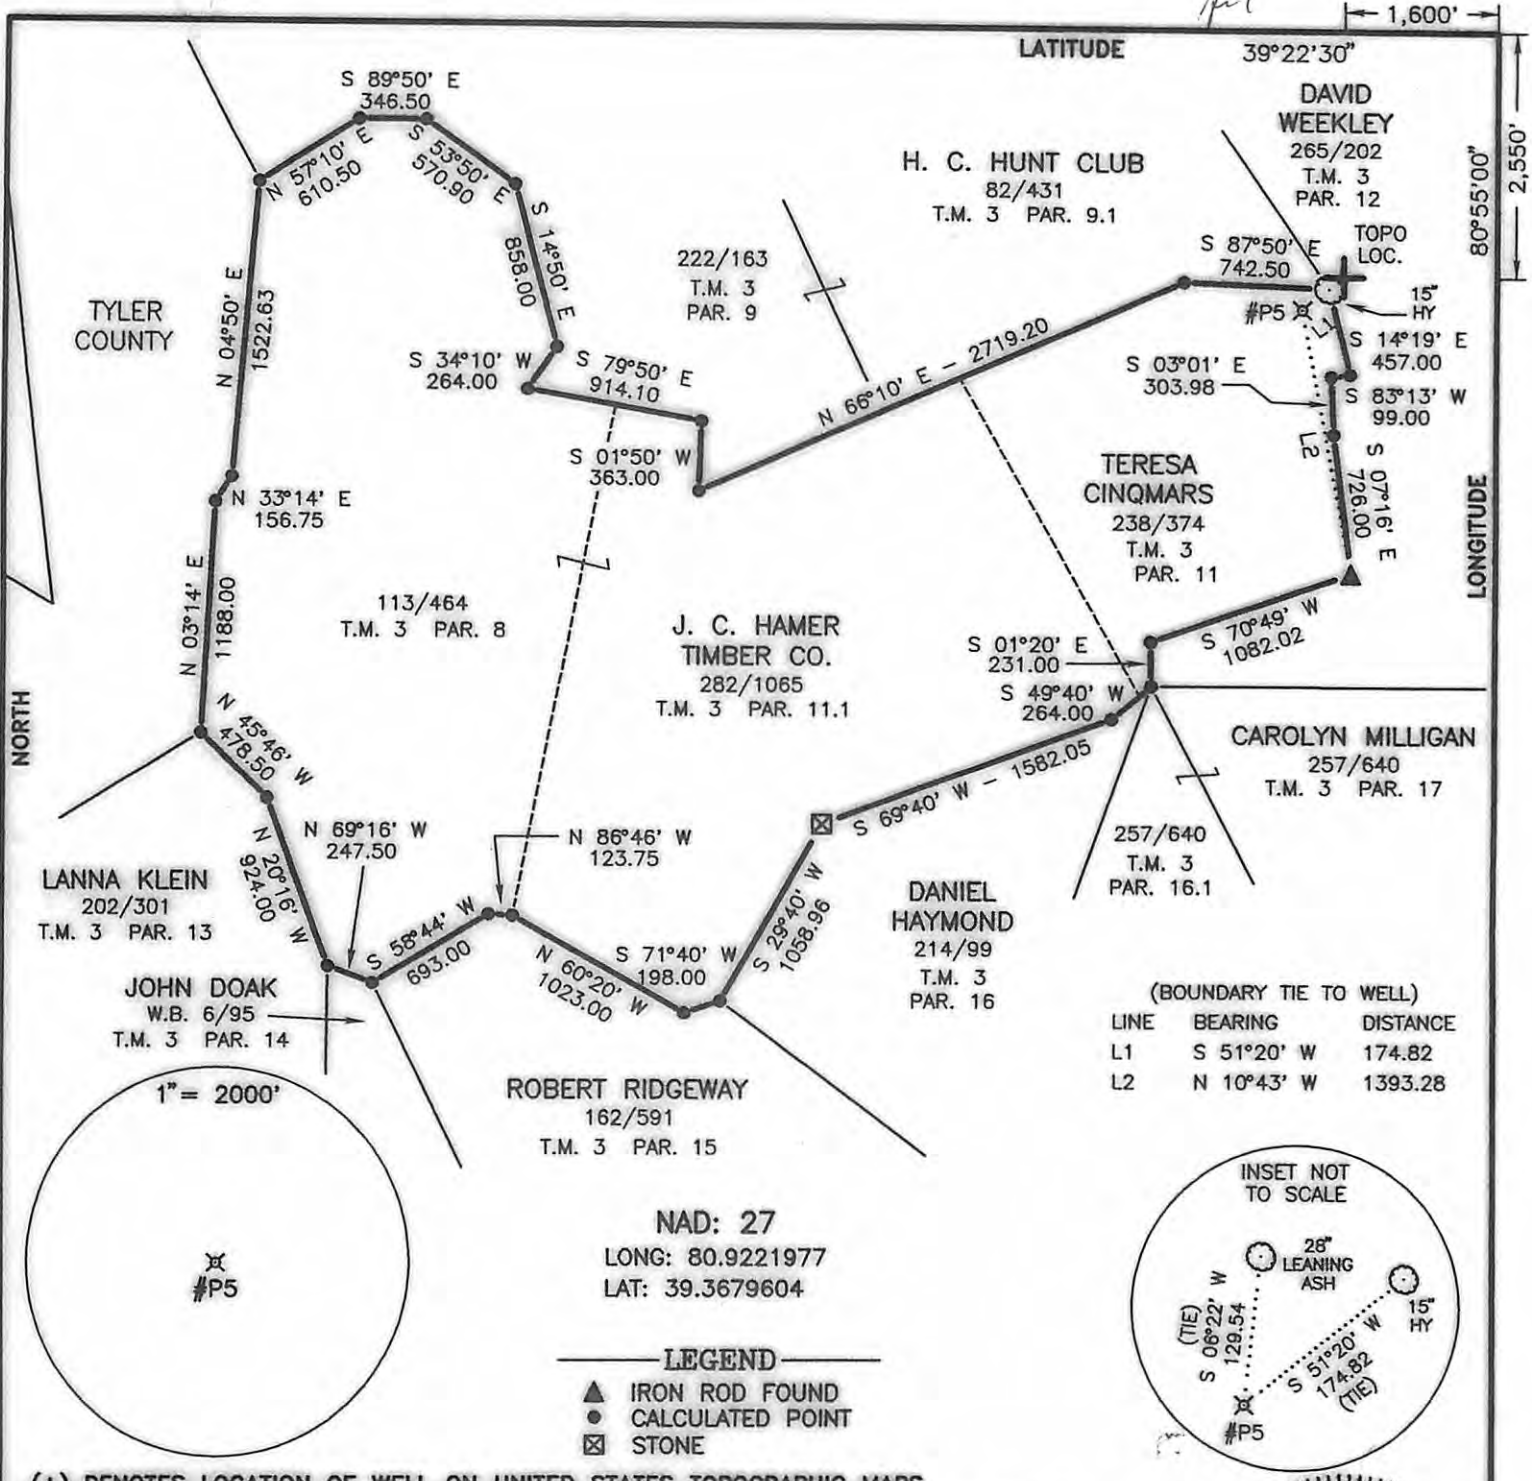 1,600'
LATITUDE 39°22'30"
2,550'
80°55'00"
LONGITUDE
NORTH
S 89°50' E
346.50
N 57°10' E
610.50
S 53°50' E
570.90
S 14°50' E
858.00
N 04°50' E
1522.63
TYLER
COUNTY
S 34°10' W
264.00
S 79°50' E
914.10
S 01°50' W
363.00
222/163
T.M. 3
PAR. 9
H. C. HUNT CLUB
82/431
T.M. 3 PAR. 9.1
DAVID
WEEKLEY
265/202
T.M. 3
PAR. 12
TOPO
LOC.
S 87°50' E
742.50
#P5
L1
15"
HY
N 66°10' E - 2719.20
S 14°19' E
457.00
S 03°01' E
303.98
S 83°13' W
99.00
L2
S 07°16' E
726.00
TERESA
CINQMARS
238/374
T.M. 3
PAR. 11
N 33°14' E
156.75
N 03°14' E
1188.00
113/464
T.M. 3 PAR. 8
J. C. HAMER
TIMBER CO.
282/1065
T.M. 3 PAR. 11.1
S 01°20' E
231.00
S 70°49' W
1082.02
S 49°40' W
264.00
S 69°40' W - 1582.05
CAROLYN MILLIGAN
257/640
T.M. 3 PAR. 17
257/640
T.M. 3
PAR. 16.1
N 45°46' W
478.50
N 20°16' W
924.00
N 69°16' W
247.50
N 86°46' W
123.75
S 58°44' W
693.00
N 60°20' W
1023.00
S 71°40' W
198.00
S 29°40' W
1058.96
LANNA KLEIN
202/301
T.M. 3 PAR. 13
JOHN DOAK
W.B. 6/95
T.M. 3 PAR. 14
DANIEL
HAYMOND
214/99
T.M. 3
PAR. 16
ROBERT RIDGEWAY
162/591
T.M. 3 PAR. 15
(BOUNDARY TIE TO WELL)
LINE BEARING DISTANCE
L1 S 51°20' W 174.82
L2 N 10°43' W 1393.28
1"= 2000'
#P5
NAD: 27
LONG: 80.9221977
LAT: 39.3679604
LEGEND
IRON ROD FOUND
CALCULATED POINT
STONE
INSET NOT
TO SCALE
28"
LEANING
ASH
15"
HY
(TIE)
S 06°22' W
129.54
S 51°20' W
174.82
(TIE)
#P5
(+) DENOTES LOCATION OF WELL ON UNITED STATES TOPOGRAPHIC MAPS